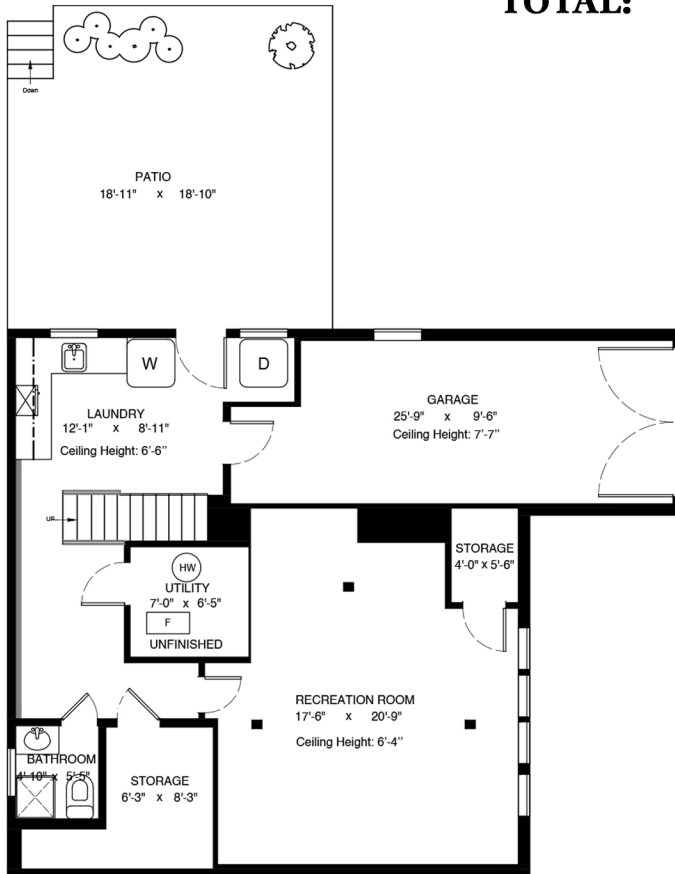 TOTAL:
Down
PATIO
18'-11" x 18'-10"
W
D
LAUNDRY
12'-1" x 8'-11"
Ceiling Height: 6'-6"
GARAGE
25'-9" x 9'-6"
Ceiling Height: 7'-7"
UP
HW
UTILITY
7'-0" x 6'-5"
F
UNFINISHED
STORAGE
4'-0" x 5'-6"
RECREATION ROOM
17'-6" x 20'-9"
Ceiling Height: 6'-4"
BATHROOM
4'-10" x 5'-5"
STORAGE
6'-3" x 8'-3"